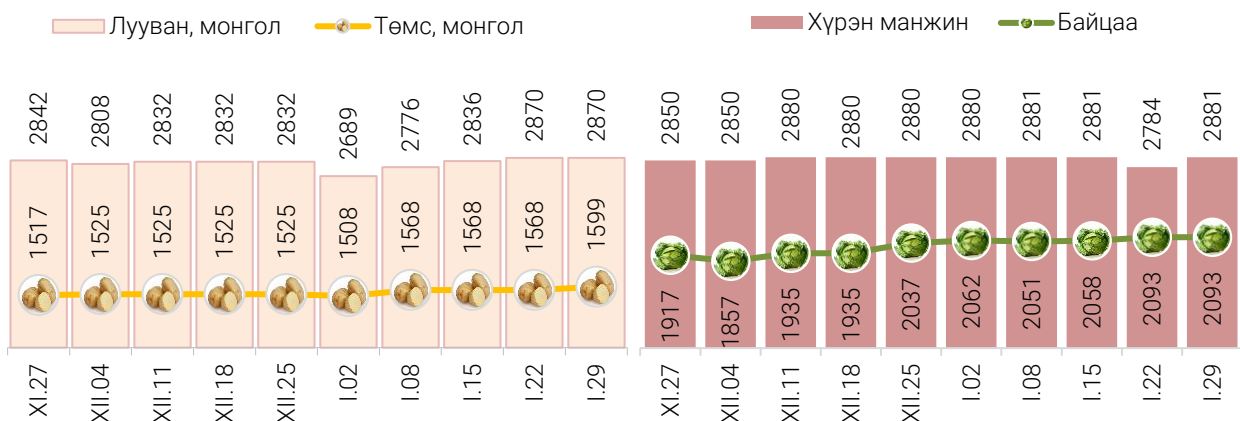 Лууван, монгол Төмс, монгол
2842 2808 2832 2832 2832 2689 2776 2836 2870 2870
1517 1525 1525 1525 1525 1508 1568 1568 1568 1599
XI.27 XII.04 XII.11 XII.18 XII.25 I.02 I.08 I.15 I.22 I.29
Хүрэн манжин Байцаа
2850 2850 2880 2880 2880 2880 2881 2881 2784 2881
1917 1857 1935 1935 2037 2062 2051 2058 2093 2093
XI.27 XII.04 XII.11 XII.18 XII.25 I.02 I.08 I.15 I.22 I.29